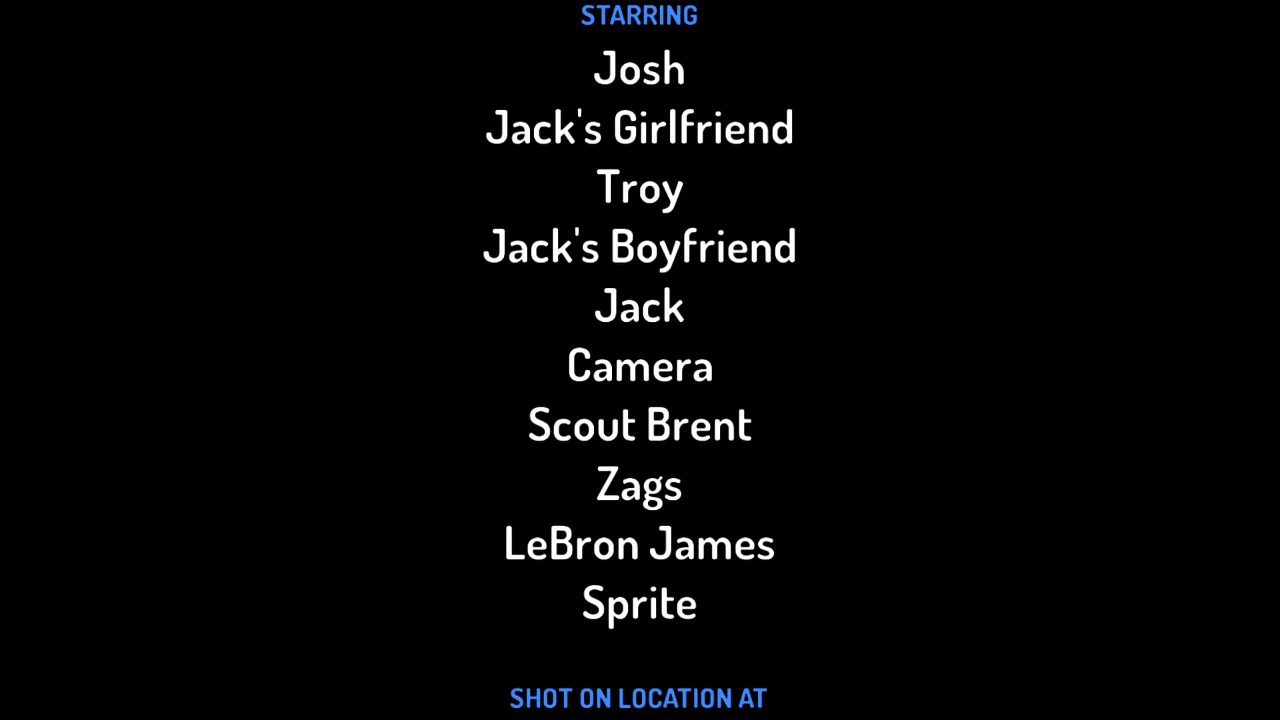 STARRING
Josh
Jack's Girlfriend
Troy
Jack's Boyfriend
Jack
Camera
Scout Brent
Zags
LeBron James
Sprite
SHOT ON LOCATION AT